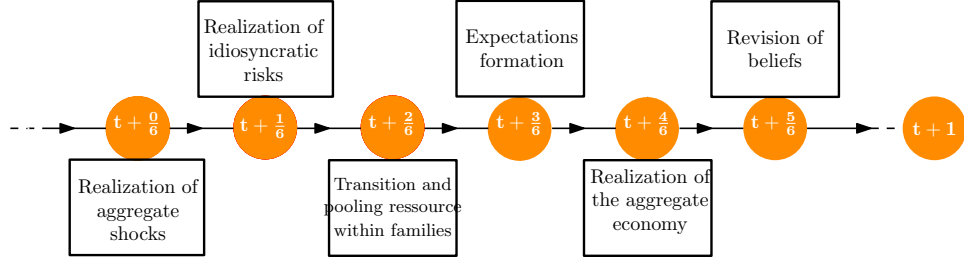 Realization of
idiosyncratic
risks
Expectations
formation
Revision of
beliefs
t + 0/6
t + 1/6
t + 2/6
t + 3/6
t + 4/6
t + 5/6
t + 1
Realization of
aggregate
shocks
Transition and
pooling ressource
within families
Realization of
the aggregate
economy